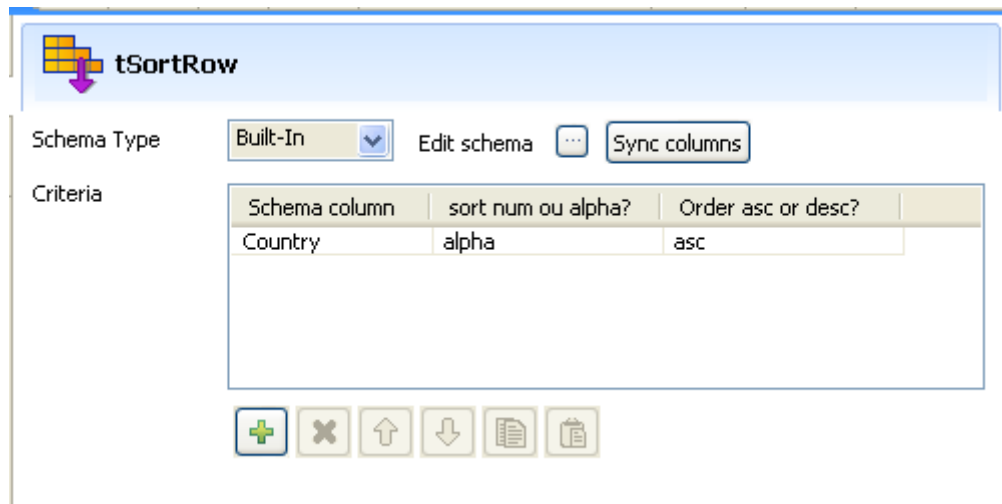 tSortRow
Schema Type Built-In Edit schema ... Sync columns
Criteria
Schema column sort num ou alpha? Order asc or desc?
Country alpha asc